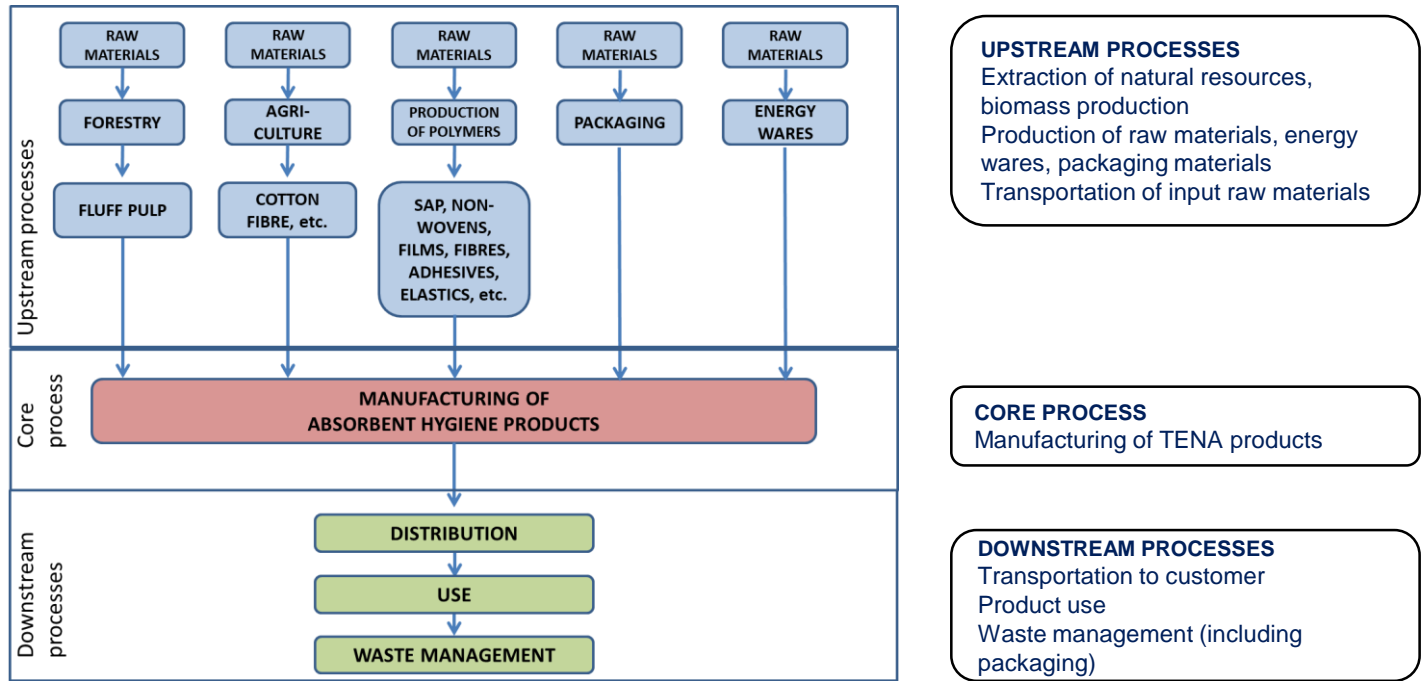 Upstream processes
RAW
MATERIALS
RAW
MATERIALS
RAW
MATERIALS
RAW
MATERIALS
RAW
MATERIALS
FORESTRY
AGRI-
CULTURE
PRODUCTION
OF POLYMERS
PACKAGING
ENERGY
WARES
FLUFF PULP
COTTON
FIBRE, etc.
SAP, NON-
WOVENS,
FILMS, FIBRES,
ADHESIVES,
ELASTICS, etc.
UPSTREAM PROCESSES
Extraction of natural resources,
biomass production
Production of raw materials, energy
wares, packaging materials
Transportation of input raw materials
Core
process
MANUFACTURING OF
ABSORBENT HYGIENE PRODUCTS
CORE PROCESS
Manufacturing of TENA products
Downstream
processes
DISTRIBUTION
USE
WASTE MANAGEMENT
DOWNSTREAM PROCESSES
Transportation to customer
Product use
Waste management (including
packaging)